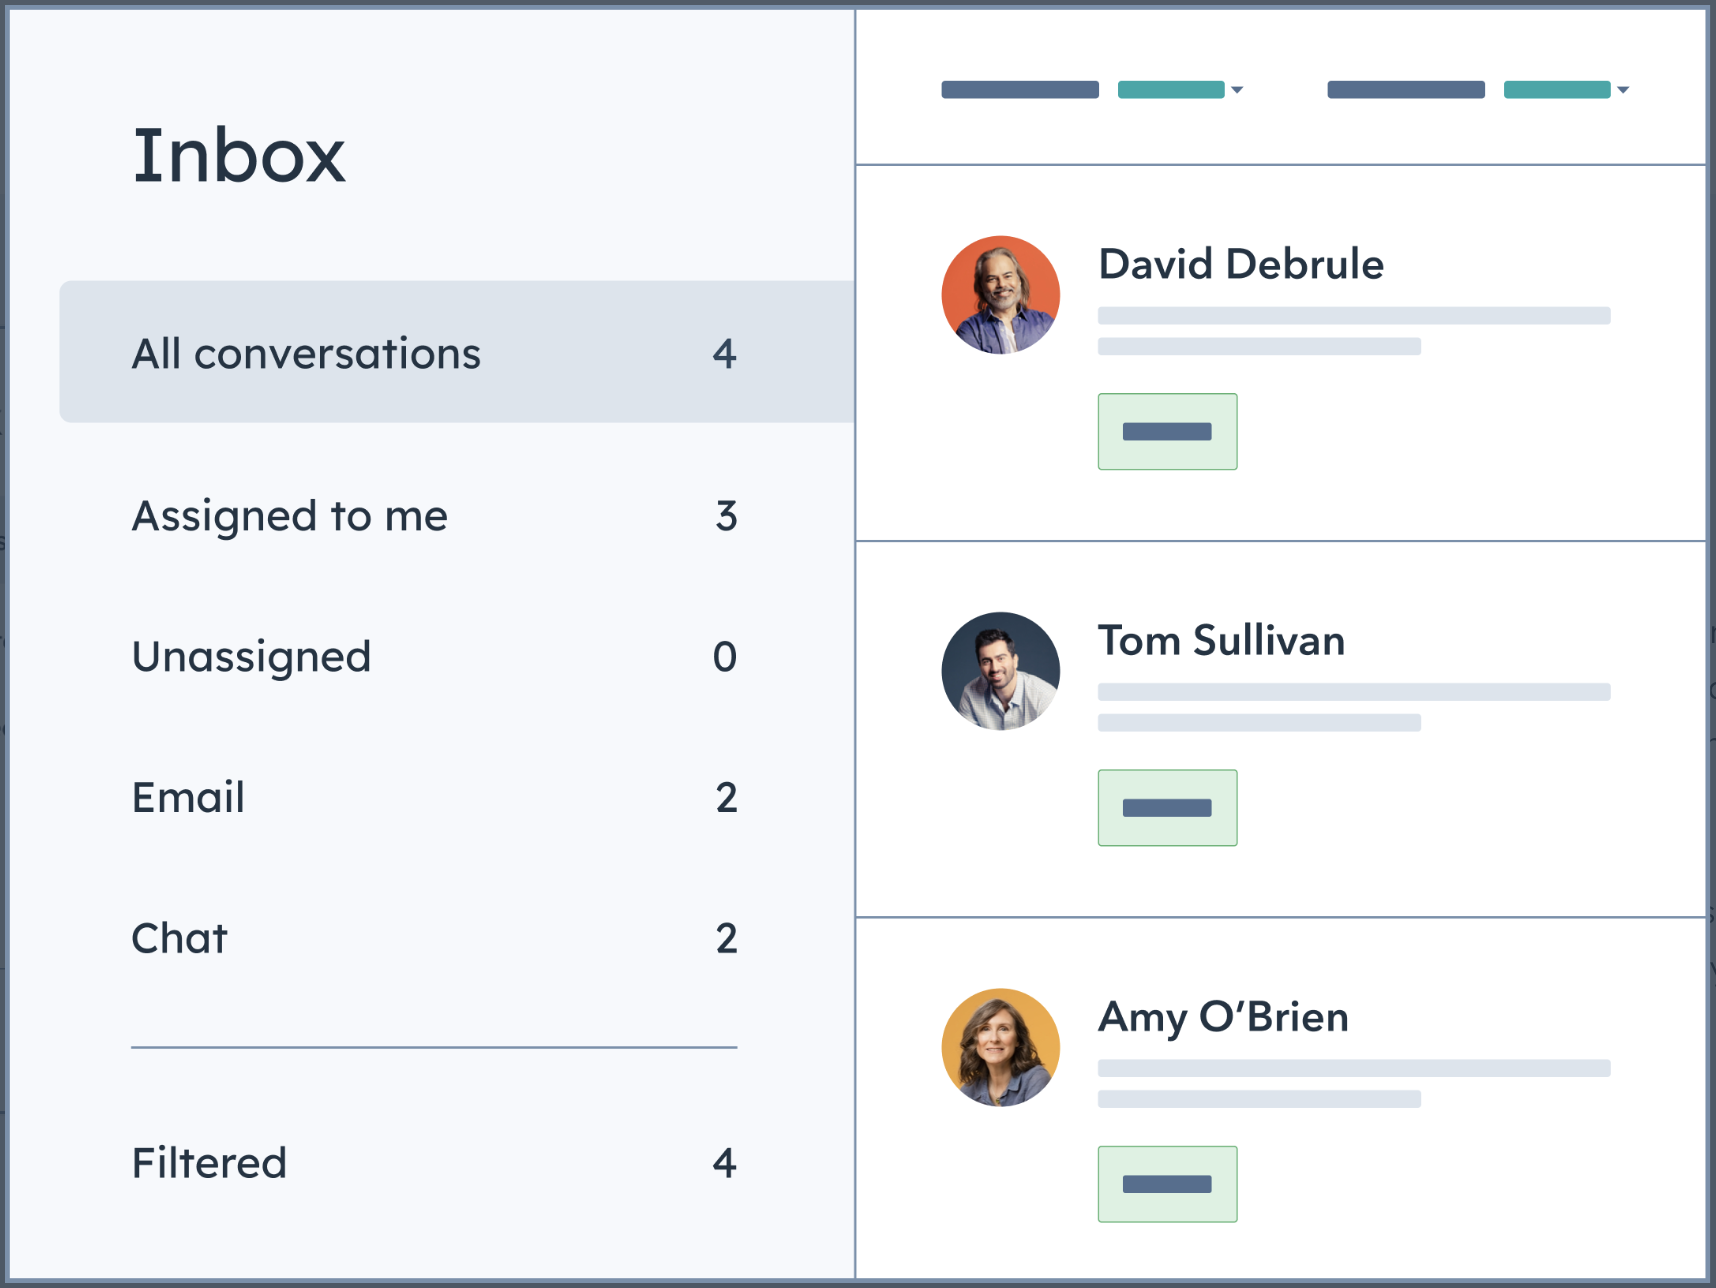 Inbox
All conversations 4
Assigned to me 3
Unassigned 0
Email 2
Chat 2
Filtered 4
David Debrule
Tom Sullivan
Amy O’Brien